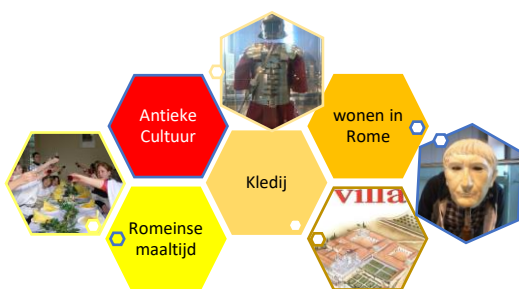 Antieke
Cultuur
wonen in
Rome
Kledij
villa
Romeinse
maaltijd